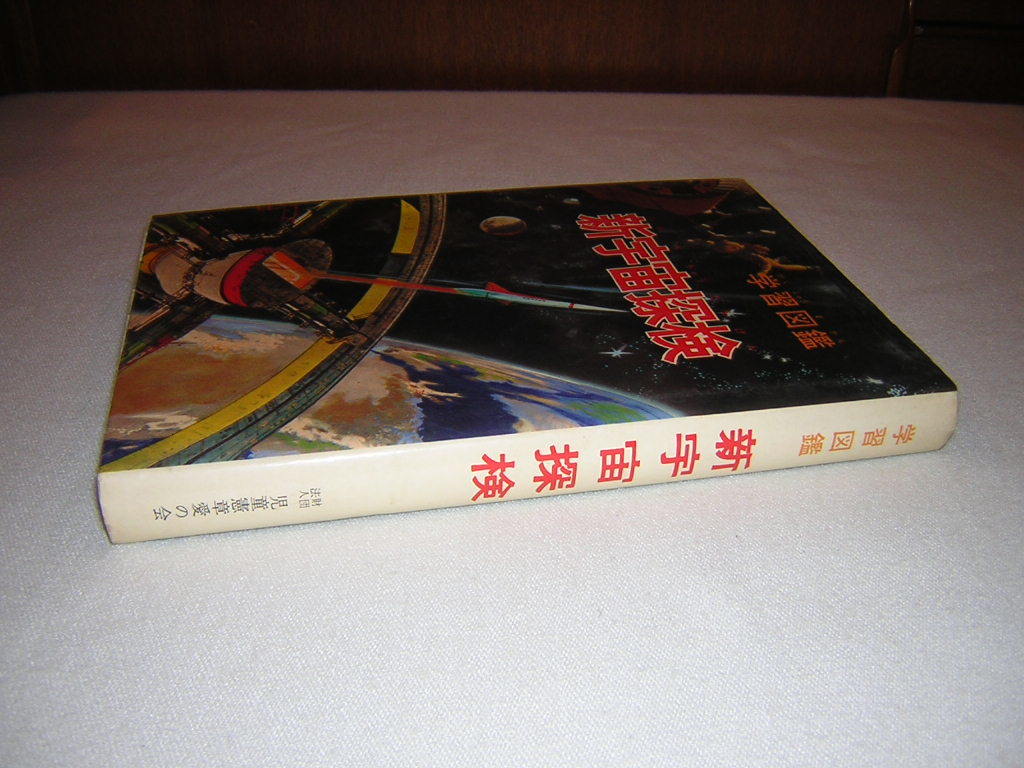 学習図鑑
新宇宙探検
学習図鑑
新宇宙探検
財団法人
児童憲章愛の会